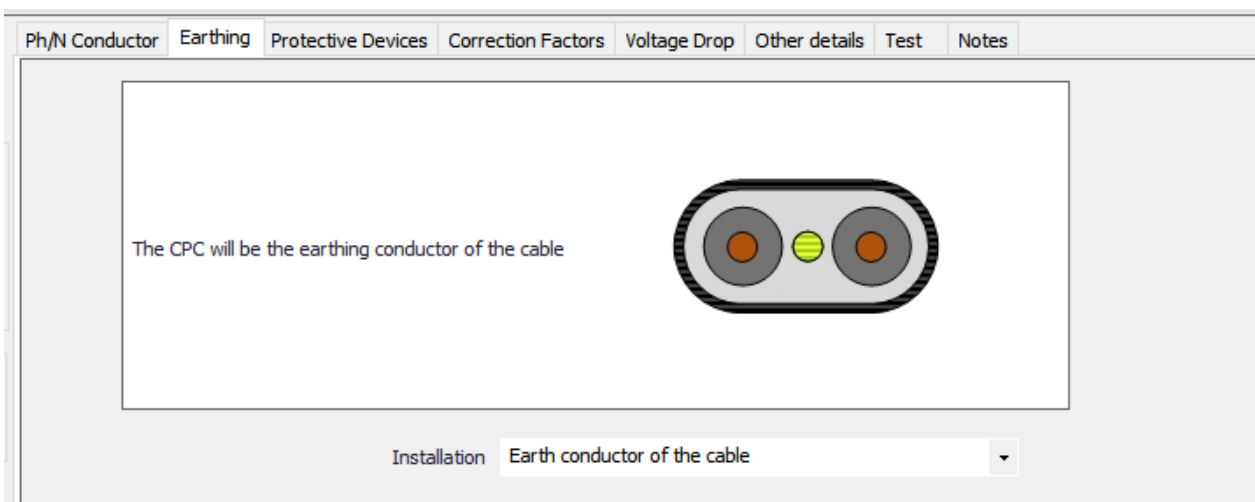 Ph/N Conductor Earthing Protective Devices Correction Factors Voltage Drop Other details Test Notes
The CPC will be the earthing conductor of the cable
Installation Earth conductor of the cable